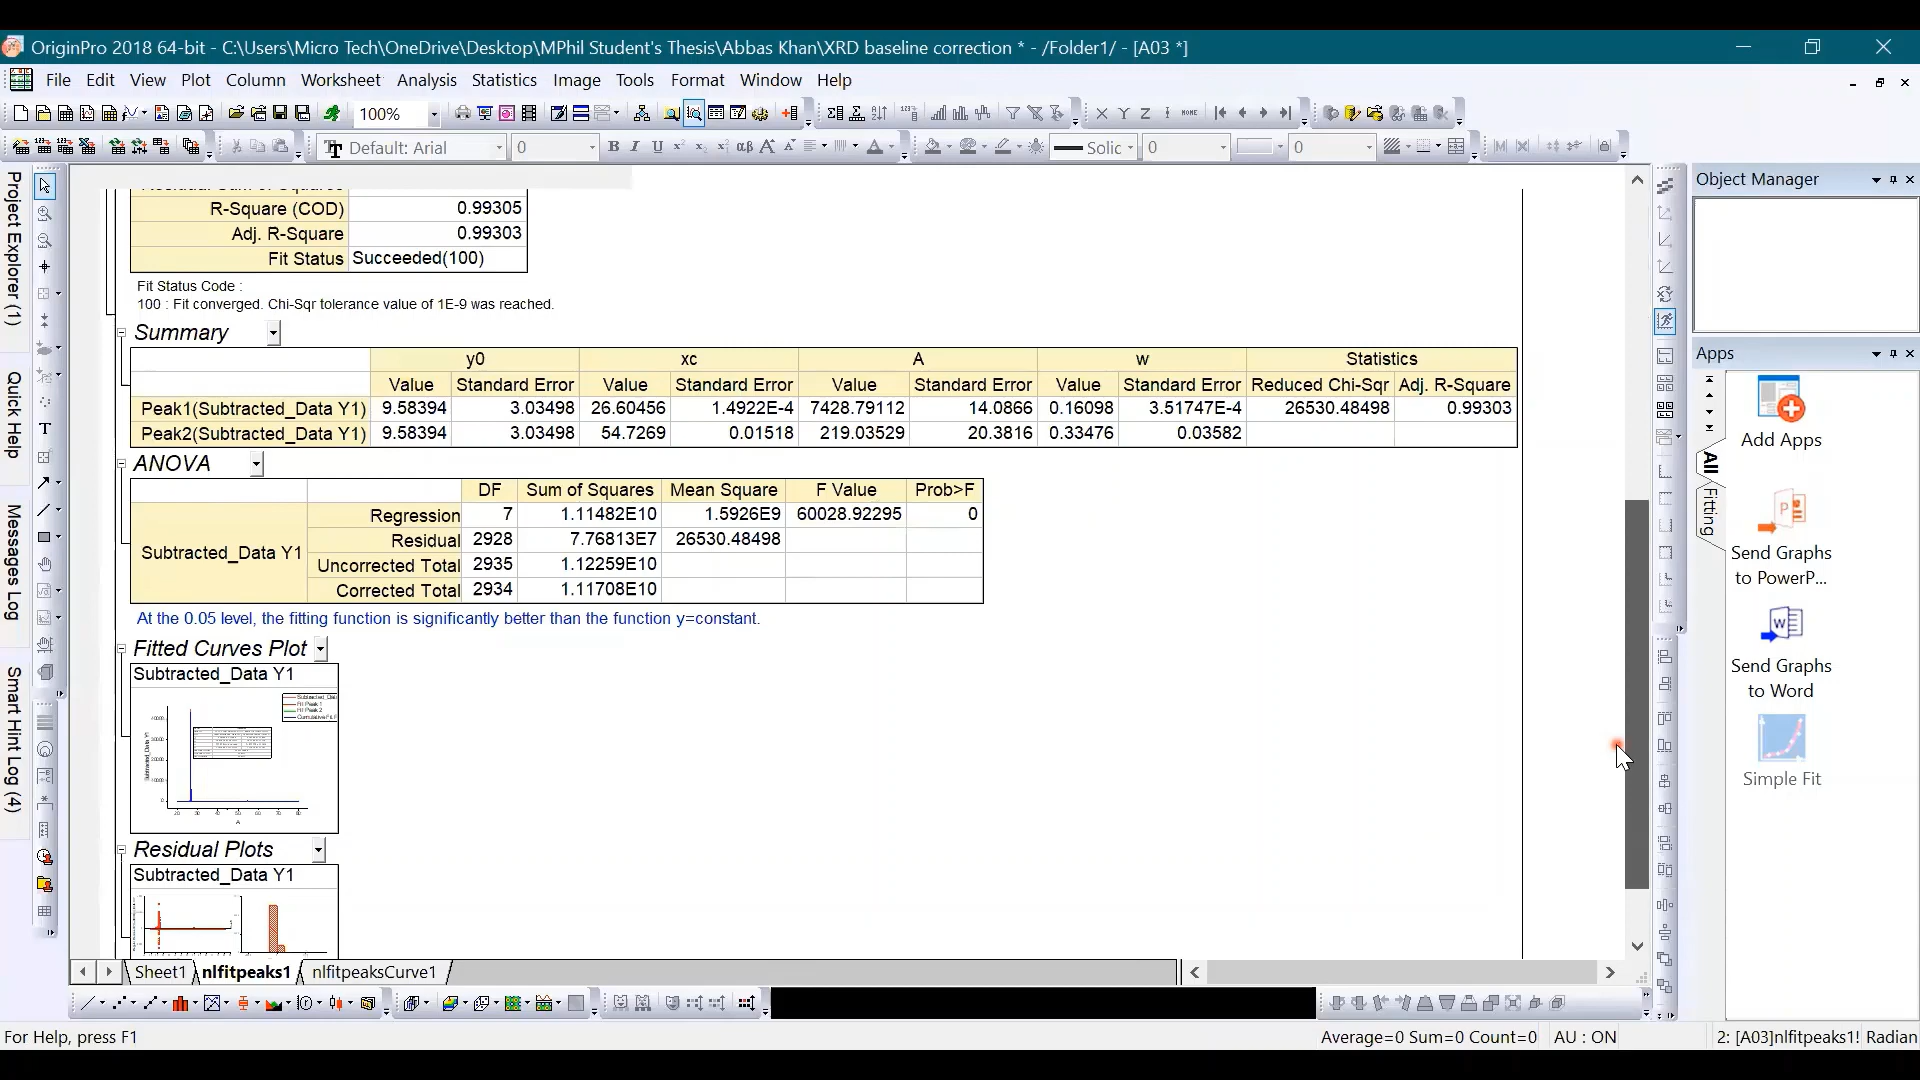 OriginPro 2018 64-bit - C:\Users\Micro Tech\OneDrive\Desktop\MPhil Student's Thesis\Abbas Khan\XRD baseline correction * - /Folder1/ - [A03 *]
File Edit View Plot Column Worksheet Analysis Statistics Image Tools Format Window Help
100%
Default: Arial 0 B I U αβ A A A Solic 0 0
Project Explorer (1)
Quick Help
Messages Log
Smart Hint Log (4)
R-Square (COD) 0.99305
Adj. R-Square 0.99303
Fit Status Succeeded(100)
Fit Status Code :
100 : Fit converged. Chi-Sqr tolerance value of 1E-9 was reached.
Summary
y0 xc A w Statistics
Value Standard Error Value Standard Error Value Standard Error Value Standard Error Reduced Chi-Sqr Adj. R-Square
Peak1(Subtracted_Data Y1) 9.58394 3.03498 26.60456 1.4922E-4 7428.79112 14.0866 0.16098 3.51747E-4 26530.48498 0.99303
Peak2(Subtracted_Data Y1) 9.58394 3.03498 54.7269 0.01518 219.03529 20.3816 0.33476 0.03582
ANOVA
DF Sum of Squares Mean Square F Value Prob>F
Subtracted_Data Y1
Regression 7 1.11482E10 1.5926E9 60028.92295 0
Residual 2928 7.76813E7 26530.48498
Uncorrected Total 2935 1.12259E10
Corrected Total 2934 1.11708E10
At the 0.05 level, the fitting function is significantly better than the function y=constant.
Fitted Curves Plot
Subtracted_Data Y1
Residual Plots
Subtracted_Data Y1
Sheet1 nlfitpeaks1 nlfitpeaksCurve1
Object Manager
Apps
All
Fitting
Add Apps
Send Graphs
to PowerP...
Send Graphs
to Word
Simple Fit
For Help, press F1
Average=0 Sum=0 Count=0 AU : ON 2: [A03]nlfitpeaks1! Radian